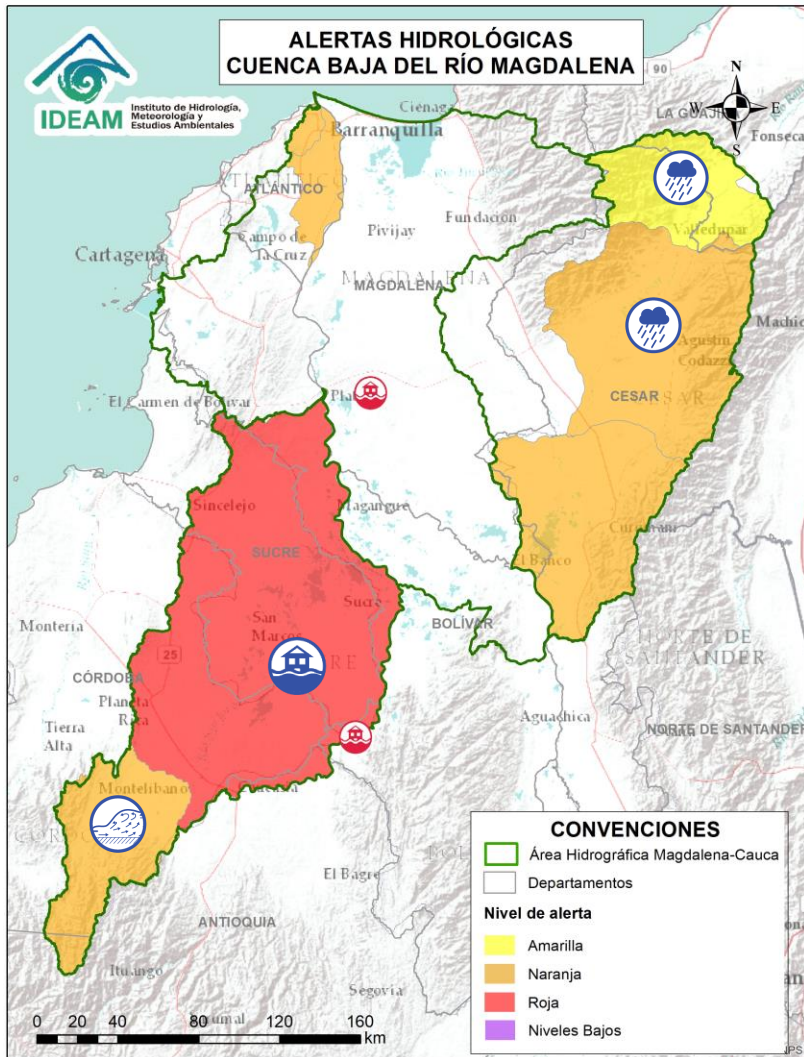 ALERTAS HIDROLÓGICAS
CUENCA BAJA DEL RÍO MAGDALENA
IDEAM
Instituto de Hidrología,
Meteorología y
Estudios Ambientales
N
W
E
S
90
LA GUAJIRA
Fonseca
Ciénaga
Barranquilla
ATLÁNTICO
Valledupar
Fundación
Pivijay
Campo de
la Cruz
Cartagena
MAGDALENA
MAGDALENA
Agustín
Codazzi
El Carmen de Bolívar
CESAR
Sincelejo
Magangué
SUCRE
El Banco
Sucre
San
Marcos
BOLÍVAR
Montería
25
NORTE DE
SANTANDER
CÓRDOBA
Planeta
Rica
Aguachica
Tierra
Alta
NORTE DE SANTANDER
Montelíbano
El Bagre
ANTIOQUIA
Ituango
Segovia
0 20 40 80 120 160
km
CONVENCIONES
Área Hidrográfica Magdalena-Cauca
Departamentos
Nivel de alerta
Amarilla
Naranja
Roja
Niveles Bajos